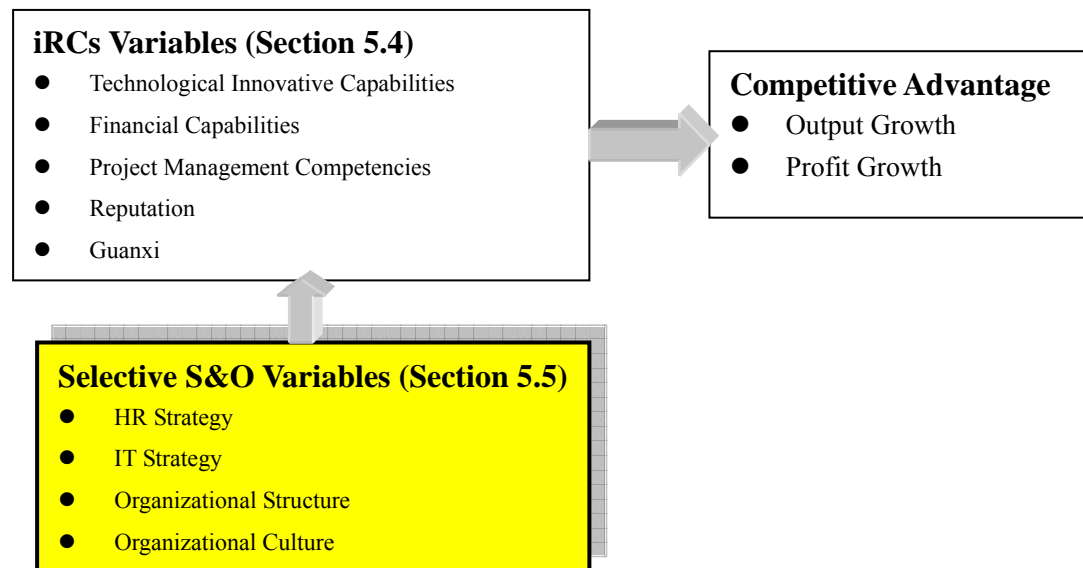 iRCs Variables (Section 5.4)
● Technological Innovative Capabilities
● Financial Capabilities
● Project Management Competencies
● Reputation
● Guanxi
Competitive Advantage
● Output Growth
● Profit Growth
Selective S&O Variables (Section 5.5)
● HR Strategy
● IT Strategy
● Organizational Structure
● Organizational Culture